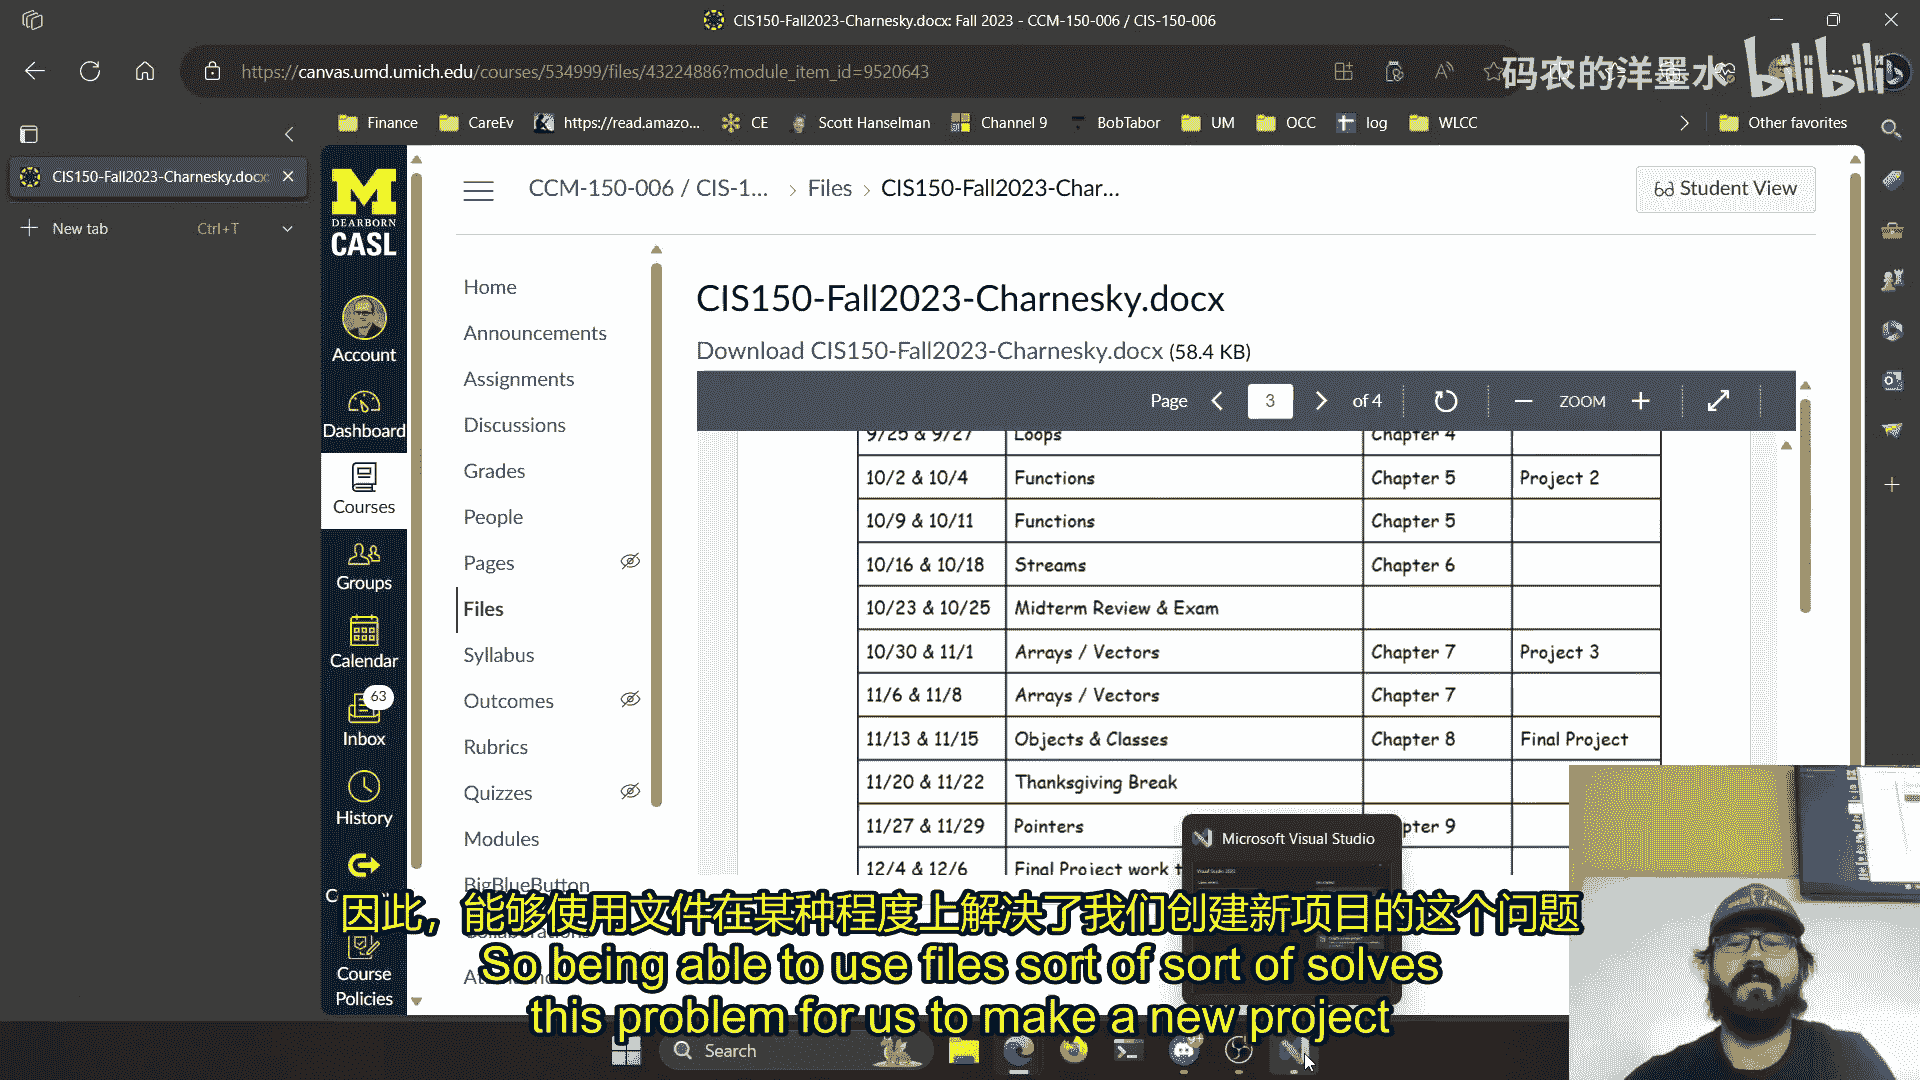 CIS150-Fall2023-Charnesky.docx: Fall 2023 - CCM-150-006 / CIS-150-006
https://canvas.umd.umich.edu/courses/534999/files/43224886?module_item_id=9520643
码农的洋墨水 bilibili
Finance CareEv https://read.amazo... CE Scott Hanselman Channel 9 BobTabor UM OCC log WLCC Other favorites
CIS150-Fall2023-Charnesky.docx
New tab Ctrl+T
M
DEARBORN
CASL
Account
Dashboard
Courses
Groups
Calendar
63
Inbox
History
Course
Policies
CCM-150-006 / CIS-1... Files CIS150-Fall2023-Char...
Student View
Home
Announcements
Assignments
Discussions
Grades
People
Pages
Files
Syllabus
Outcomes
Rubrics
Quizzes
Modules
BigBlueButton
CIS150-Fall2023-Charnesky.docx
Download CIS150-Fall2023-Charnesky.docx (58.4 KB)
Page 3 of 4 ZOOM
9/25 & 9/27 Loops Chapter 4
10/2 & 10/4 Functions Chapter 5 Project 2
10/9 & 10/11 Functions Chapter 5
10/16 & 10/18 Streams Chapter 6
10/23 & 10/25 Midterm Review & Exam
10/30 & 11/1 Arrays / Vectors Chapter 7 Project 3
11/6 & 11/8 Arrays / Vectors Chapter 7
11/13 & 11/15 Objects & Classes Chapter 8 Final Project
11/20 & 11/22 Thanksgiving Break
11/27 & 11/29 Pointers pter 9
12/4 & 12/6 Final Project work t
Microsoft Visual Studio
因此，能够使用文件在某种程度上解决了我们创建新项目的这个问题
So being able to use files sort of sort of solves
this problem for us to make a new project
Search